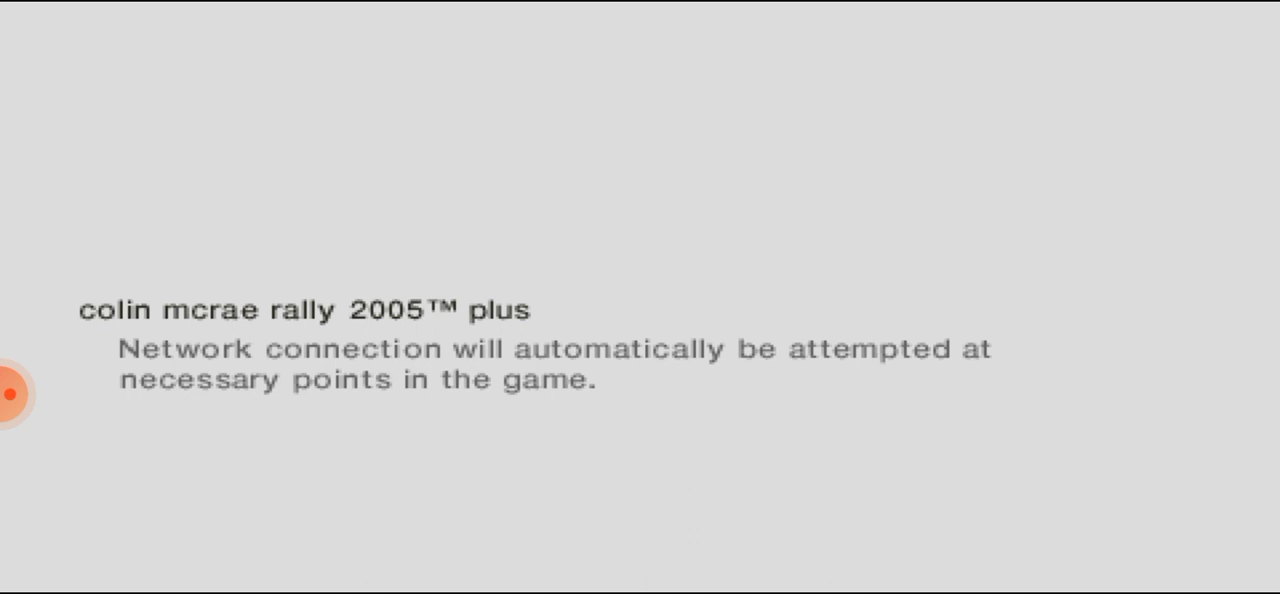 colin mcrae rally 2005™ plus
Network connection will automatically be attempted at
necessary points in the game.